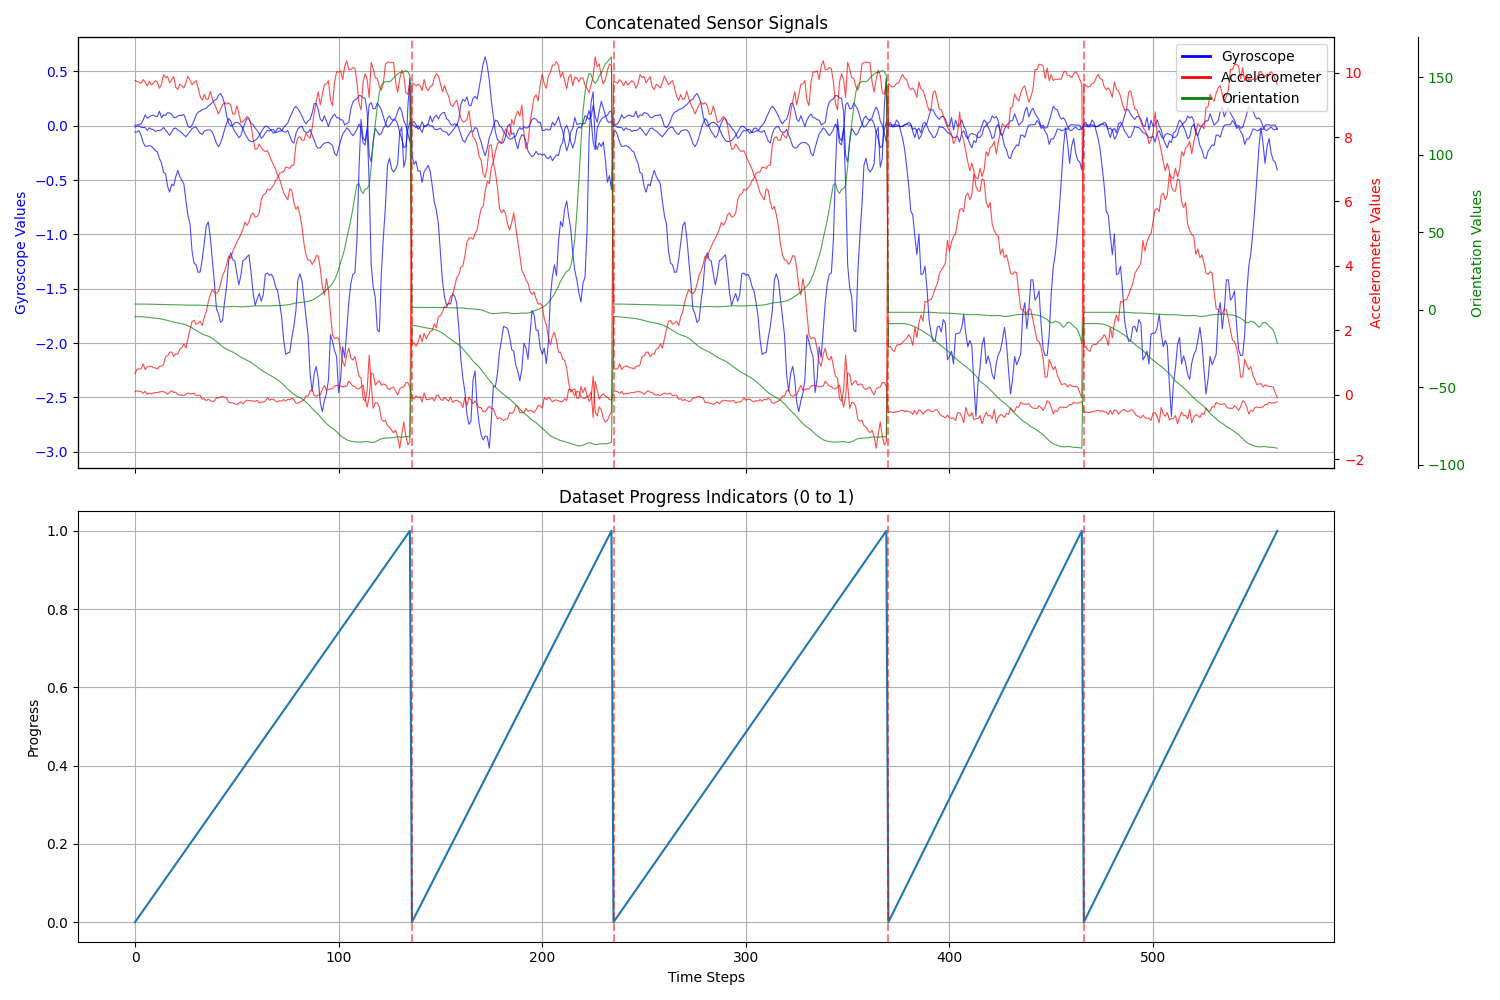 Concatenated Sensor Signals
Gyroscope Values
0.5
0.0
−0.5
−1.0
−1.5
−2.0
−2.5
−3.0
Gyroscope
Accelerometer
Orientation
10
8
6
4
2
0
−2
Accelerometer Values
150
100
50
0
−50
−100
Orientation Values
Dataset Progress Indicators (0 to 1)
Progress
1.0
0.8
0.6
0.4
0.2
0.0
0 100 200 300 400 500
Time Steps